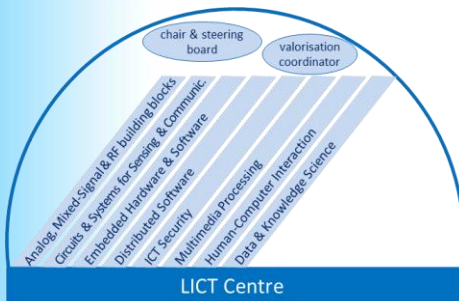 chair & steering
board
valorisation
coordinator
Analog, Mixed-Signal & RF building blocks
Circuits & Systems for Sensing & Communic.
Embedded Hardware & Software
Distributed Software
ICT Security
Multimedia Processing
Human-Computer Interaction
Data & Knowledge Science
LICT Centre